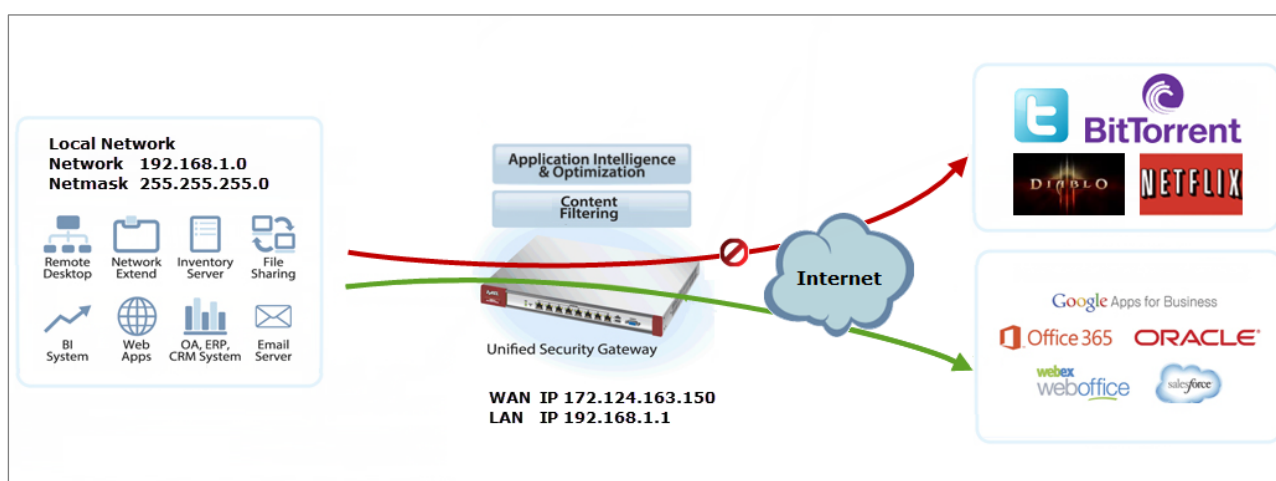 Local Network
Network 192.168.1.0
Netmask 255.255.255.0
Remote
Desktop
Network
Extend
Inventory
Server
File
Sharing
BI
System
Web
Apps
OA, ERP,
CRM System
Email
Server
Application Intelligence
& Optimization
Content
Filtering
ZyXEL
Unified Security Gateway
WAN IP 172.124.163.150
LAN IP 192.168.1.1
Internet
t
BitTorrent
DIABLO
NETFLIX
Google Apps for Business
Office 365
ORACLE
webex
weboffice
salesforce